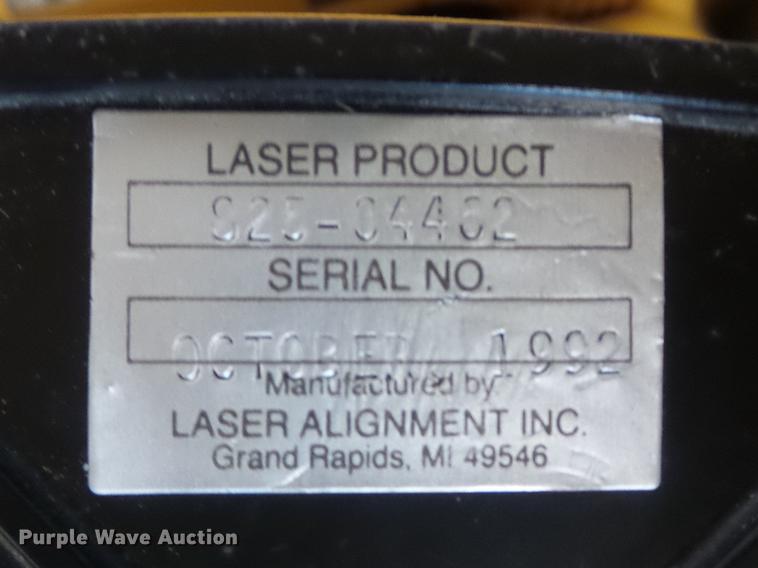 LASER PRODUCT
S25-04462
SERIAL NO.
OCTOBER 1992
Manufactured by
LASER ALIGNMENT INC.
Grand Rapids, MI 49546
Purple Wave Auction